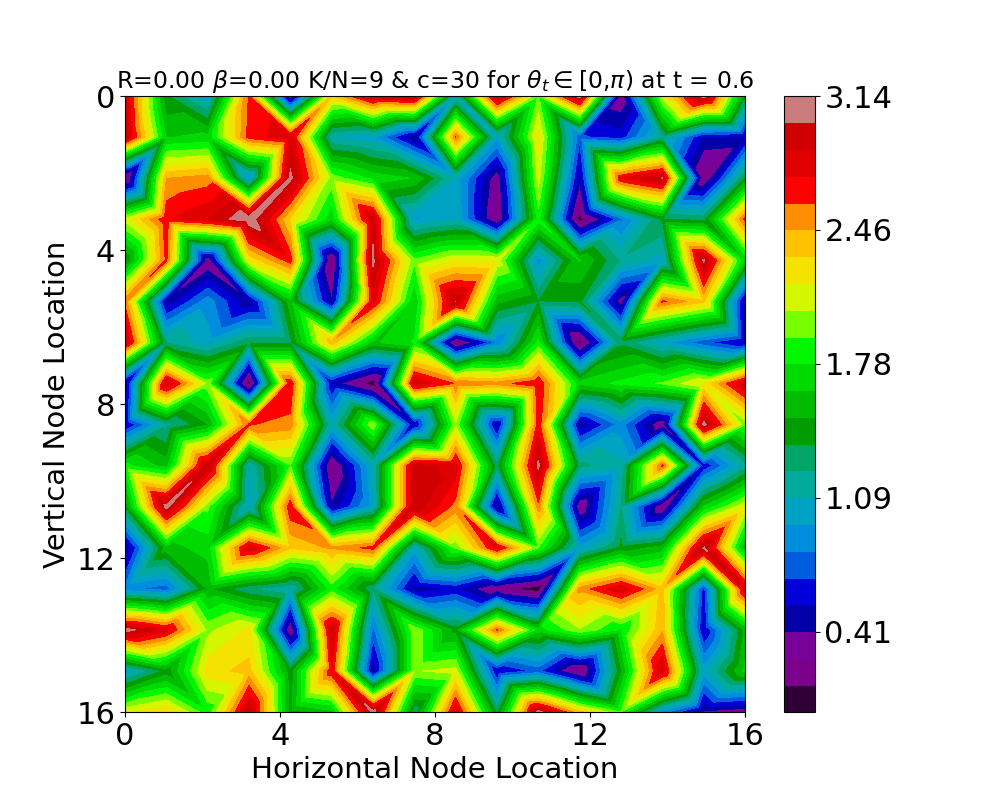 R=0.00 β=0.00 K/N=9 & c=30 for θₜ ∈ [0,π) at t = 0.6
0
4
8
12
16
Vertical Node Location
0 4 8 12 16
Horizontal Node Location
3.14
2.46
1.78
1.09
0.41